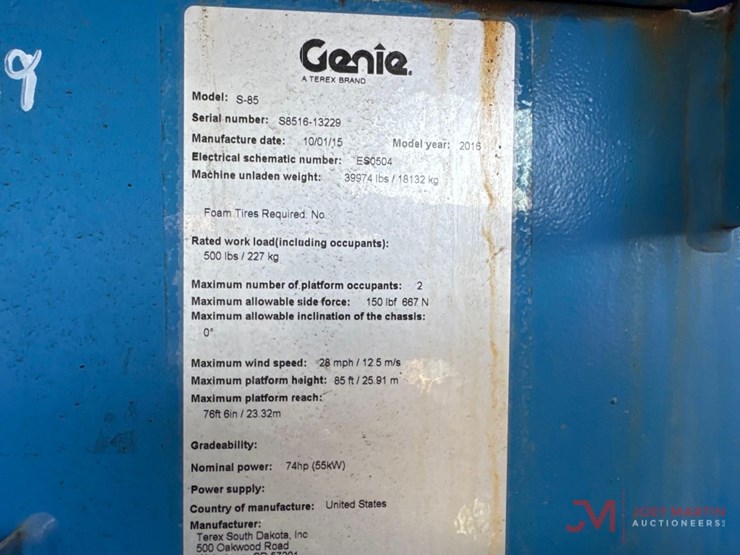 9
Genie.
A TEREX BRAND
Model: S-85
Serial number: S8516-13229
Manufacture date: 10/01/15 Model year: 2016
Electrical schematic number: ES0504
Machine unladen weight: 39974 lbs / 18132 kg
Foam Tires Required: No
Rated work load(including occupants):
500 lbs / 227 kg
Maximum number of platform occupants: 2
Maximum allowable side force: 150 lbf 667 N
Maximum allowable inclination of the chassis:
0°
Maximum wind speed: 28 mph / 12.5 m/s
Maximum platform height: 85 ft / 25.91 m
Maximum platform reach:
76ft 6in / 23.32m
Gradeability:
Nominal power: 74hp (55kW)
Power supply:
Country of manufacture: United States
Manufacturer:
Terex South Dakota, Inc
500 Oakwood Road
JM JOEY MARTIN
AUCTIONEERS